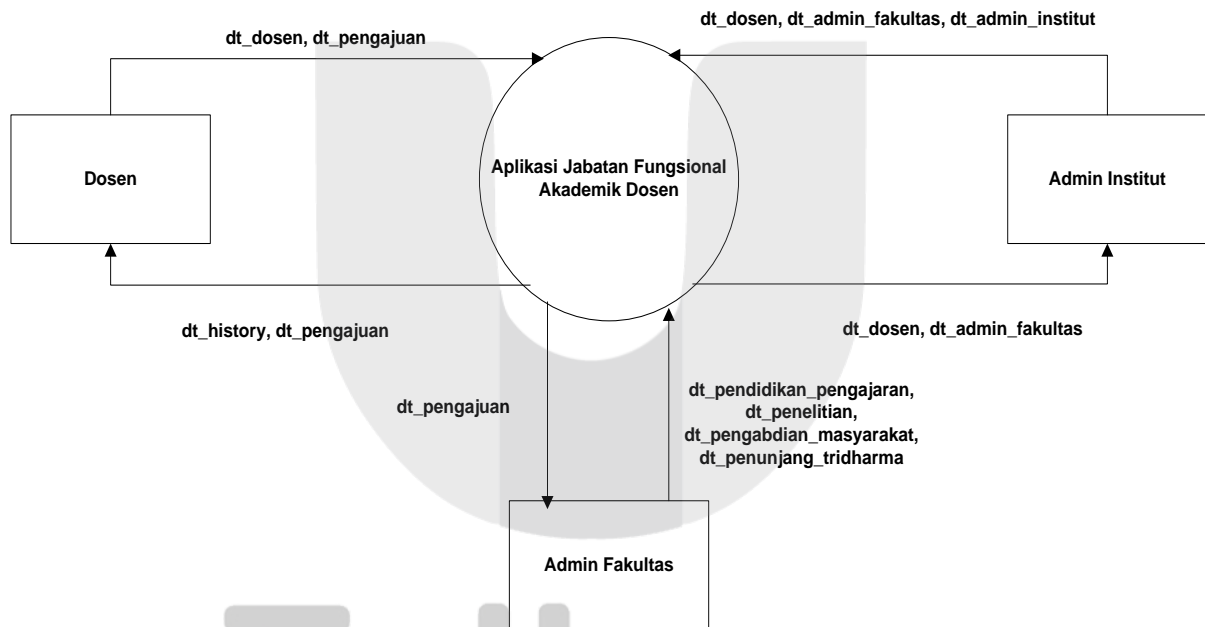 dt_dosen, dt_admin_fakultas, dt_admin_institut
dt_dosen, dt_pengajuan
Dosen
Aplikasi Jabatan Fungsional
Akademik Dosen
Admin Institut
dt_history, dt_pengajuan
dt_dosen, dt_admin_fakultas
dt_pengajuan
dt_pendidikan_pengajaran,
dt_penelitian,
dt_pengabdian_masyarakat,
dt_penunjang_tridharma
Admin Fakultas